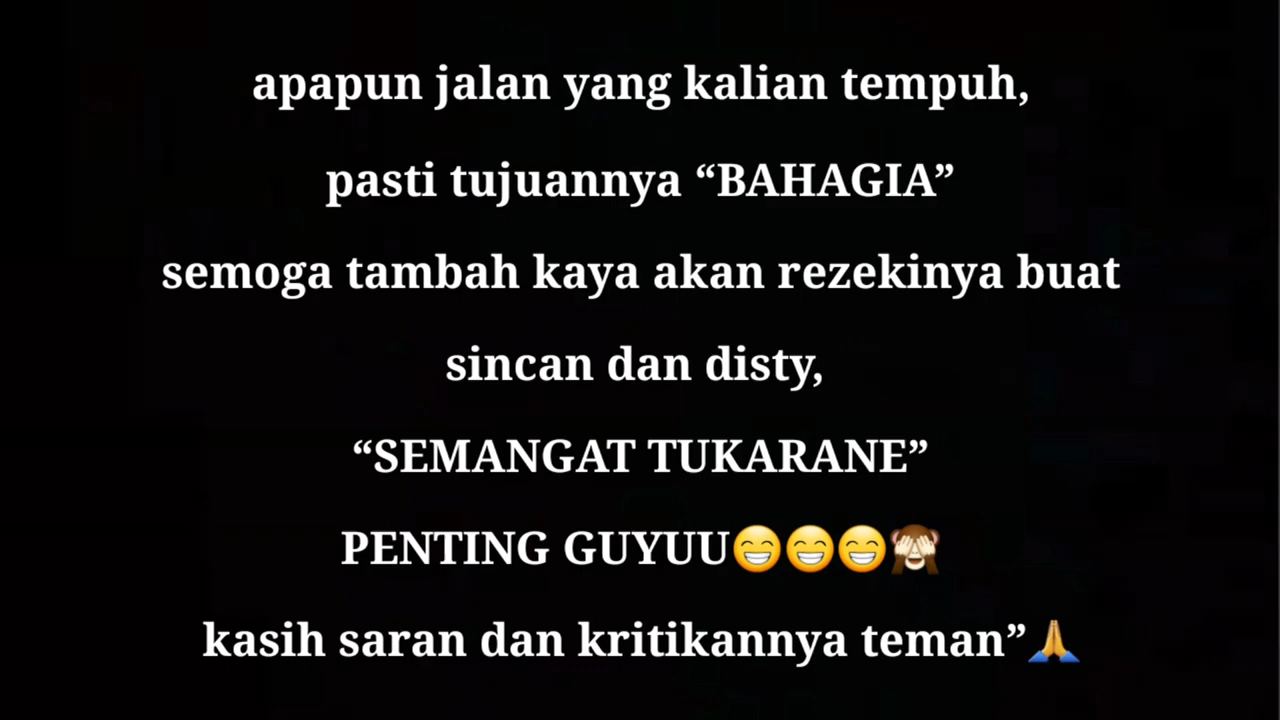 apapun jalan yang kalian tempuh,
pasti tujuannya “BAHAGIA”
semoga tambah kaya akan rezekinya buat
sincan dan disty,
“SEMANGAT TUKARANE”
PENTING GUYUU😁😁😁🙈
kasih saran dan kritikannya teman”🙏